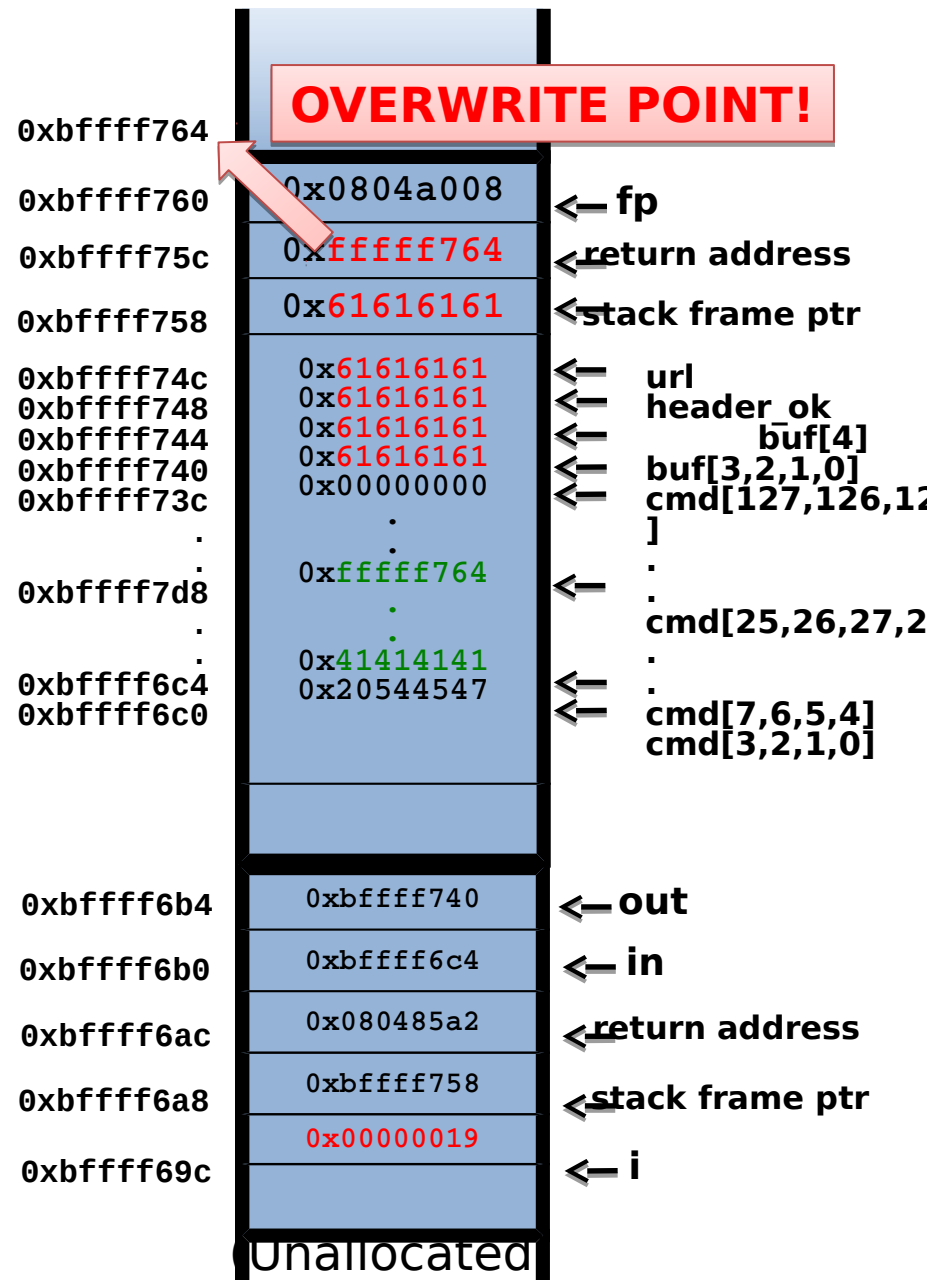 OVERWRITE POINT!
0xbffff764
0xbffff760 0x0804a008 fp
0xbffff75c 0xfffff764 return address
0xbffff758 0x61616161 stack frame ptr
0xbffff74c 0x61616161 url
0xbffff748 0x61616161 header_ok
0xbffff744 0x61616161 buf[4]
0xbffff740 0x61616161 buf[3,2,1,0]
0xbffff73c 0x00000000 cmd[127,126,12
. . ]
. . .
0xbffff7d8 0xfffff764 .
. . cmd[25,26,27,2
. . .
0xbffff6c4 0x41414141 .
0xbffff6c0 0x20544547 cmd[7,6,5,4]
cmd[3,2,1,0]
0xbffff6b4 0xbffff740 out
0xbffff6b0 0xbffff6c4 in
0xbffff6ac 0x080485a2 return address
0xbffff6a8 0xbffff758 stack frame ptr
0x00000019
0xbffff69c i
(Unallocated